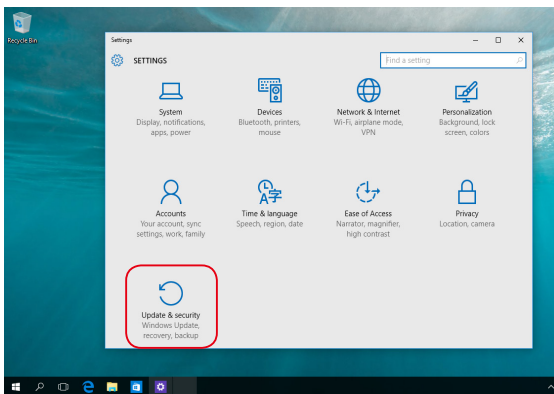 Recycle Bin
Settings
SETTINGS
Find a setting
System
Display, notifications,
apps, power
Devices
Bluetooth, printers,
mouse
Network & Internet
Wi-Fi, airplane mode,
VPN
Personalization
Background, lock
screen, colors
Accounts
Your account, sync
settings, work, family
Time & language
Speech, region, date
Ease of Access
Narrator, magnifier,
high contrast
Privacy
Location, camera
Update & security
Windows Update,
recovery, backup